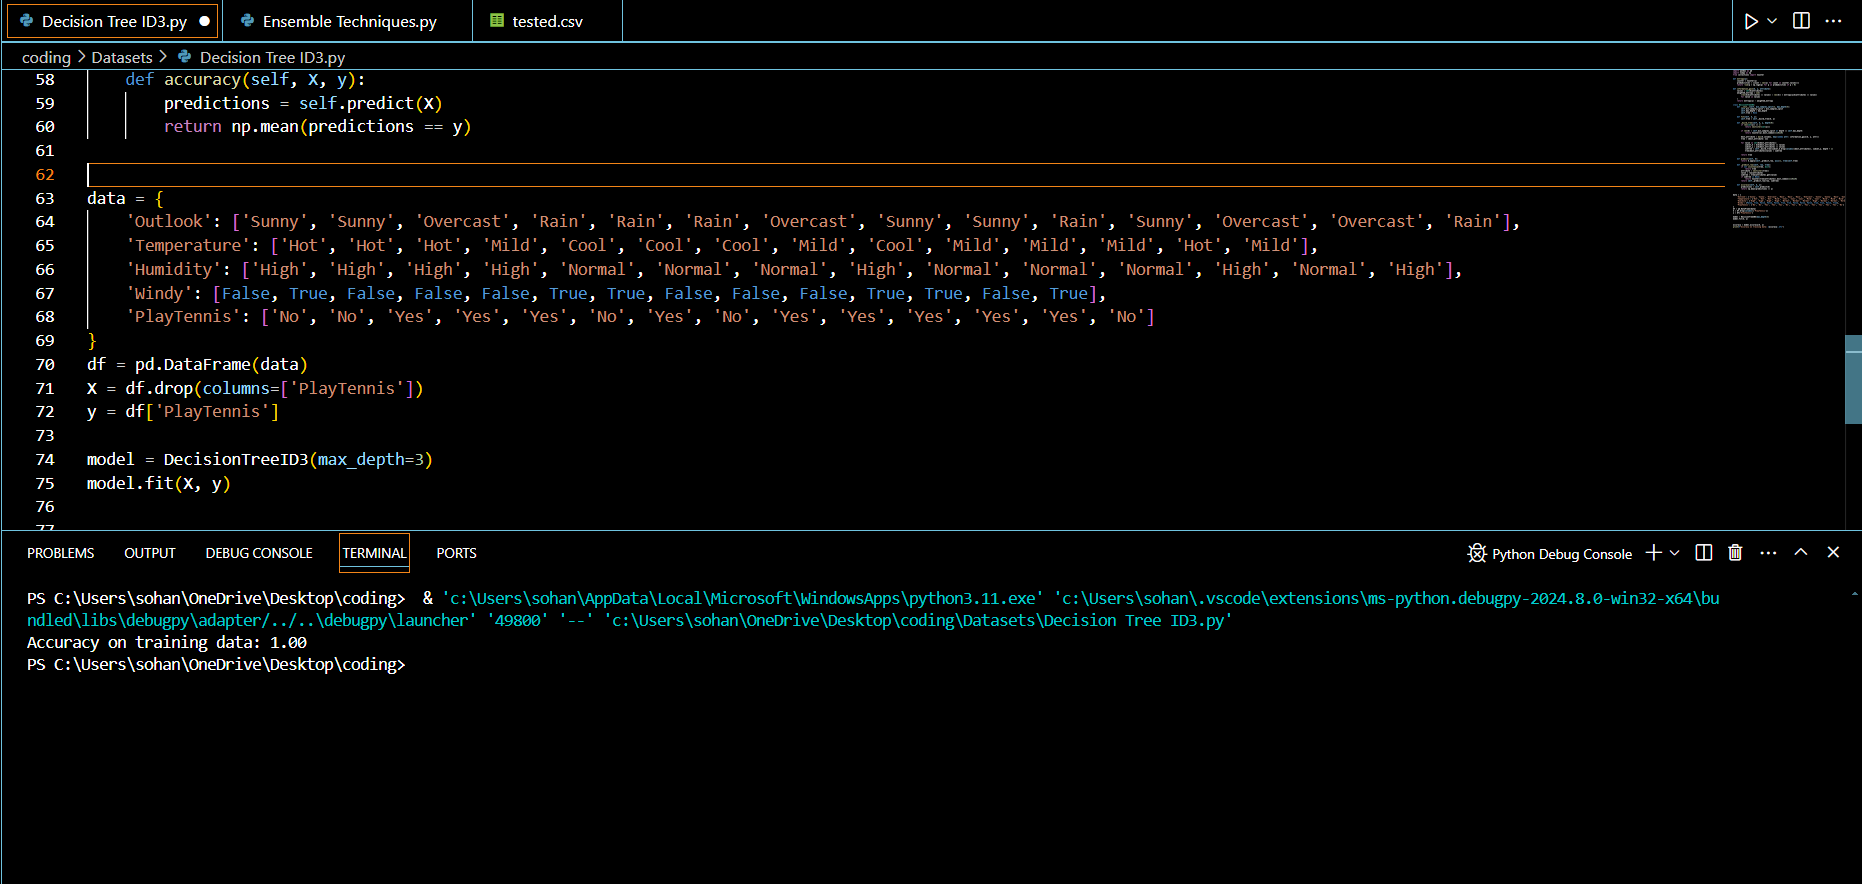 Decision Tree ID3.py ● Ensemble Techniques.py tested.csv
coding > Datasets > Decision Tree ID3.py
58 def accuracy(self, X, y):
59 predictions = self.predict(X)
60 return np.mean(predictions == y)
61
62
63 data = {
64 'Outlook': ['Sunny', 'Sunny', 'Overcast', 'Rain', 'Rain', 'Rain', 'Overcast', 'Sunny', 'Sunny', 'Rain', 'Sunny', 'Overcast', 'Overcast', 'Rain'],
65 'Temperature': ['Hot', 'Hot', 'Hot', 'Mild', 'Cool', 'Cool', 'Cool', 'Mild', 'Cool', 'Mild', 'Mild', 'Mild', 'Hot', 'Mild'],
66 'Humidity': ['High', 'High', 'High', 'High', 'Normal', 'Normal', 'Normal', 'High', 'Normal', 'Normal', 'Normal', 'High', 'Normal', 'High'],
67 'Windy': [False, True, False, False, False, True, True, False, False, False, True, True, False, True],
68 'PlayTennis': ['No', 'No', 'Yes', 'Yes', 'Yes', 'No', 'Yes', 'No', 'Yes', 'Yes', 'Yes', 'Yes', 'Yes', 'No']
69 }
70 df = pd.DataFrame(data)
71 X = df.drop(columns=['PlayTennis'])
72 y = df['PlayTennis']
73
74 model = DecisionTreeID3(max_depth=3)
75 model.fit(X, y)
76
77
PROBLEMS OUTPUT DEBUG CONSOLE TERMINAL PORTS Python Debug Console
PS C:\Users\sohan\OneDrive\Desktop\coding> & 'c:\Users\sohan\AppData\Local\Microsoft\WindowsApps\python3.11.exe' 'c:\Users\sohan\.vscode\extensions\ms-python.debugpy-2024.8.0-win32-x64\bu
ndled\libs\debugpy\adapter/../..\debugpy\launcher' '49800' '--' 'c:\Users\sohan\OneDrive\Desktop\coding\Datasets\Decision Tree ID3.py'
Accuracy on training data: 1.00
PS C:\Users\sohan\OneDrive\Desktop\coding>